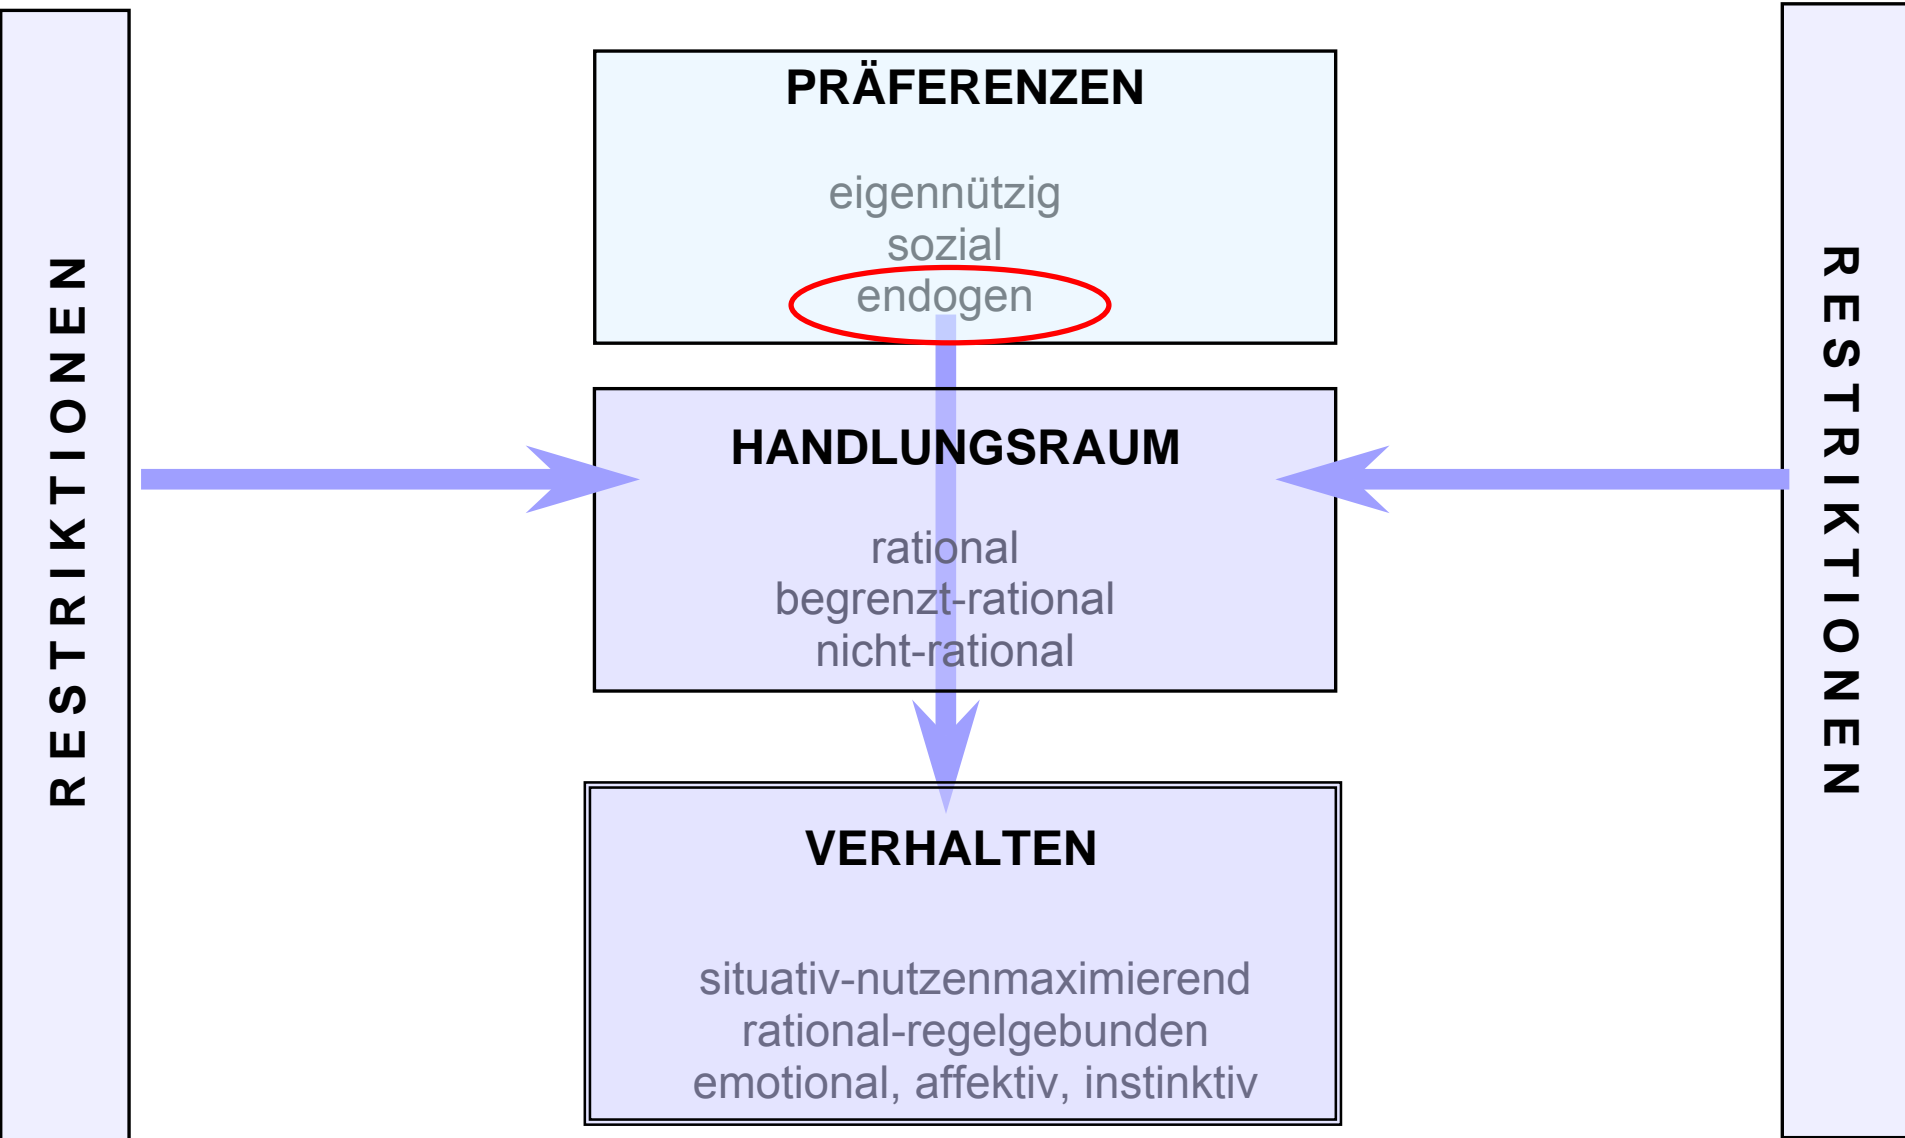 RESTRIKTIONEN
PRÄFERENZEN
eigennützig
sozial
endogen
HANDLUNGSRAUM
rational
begrenzt-rational
nicht-rational
VERHALTEN
situativ-nutzenmaximierend
rational-regelgebunden
emotional, affektiv, instinktiv
RESTRIKTIONEN